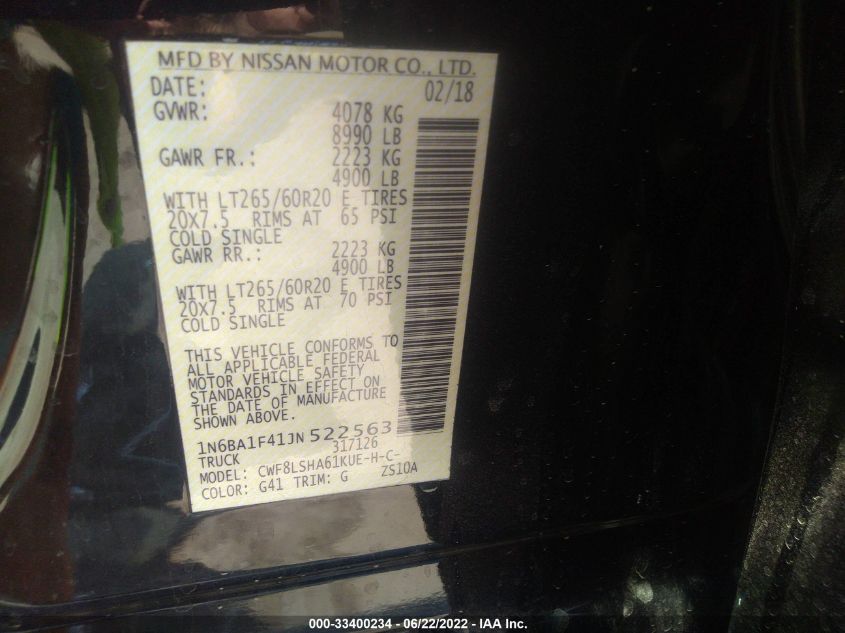 MFD BY NISSAN MOTOR CO., LTD.
DATE: 02/18
GVWR: 4078 KG
8990 LB
GAWR FR.: 2223 KG
4900 LB
WITH LT265/60R20 E TIRES
20X7.5 RIMS AT 65 PSI
COLD SINGLE
GAWR RR.: 2223 KG
4900 LB
WITH LT265/60R20 E TIRES
20X7.5 RIMS AT 70 PSI
COLD SINGLE
THIS VEHICLE CONFORMS TO
ALL APPLICABLE FEDERAL
MOTOR VEHICLE SAFETY
STANDARDS IN EFFECT ON
THE DATE OF MANUFACTURE
SHOWN ABOVE.
1N6BA1F41JN522563
TRUCK 317126
MODEL: CWF8LSHA61KUE-H-C-
COLOR: G41 TRIM: G ZS10A
000-33400234 - 06/22/2022 - IAA Inc.